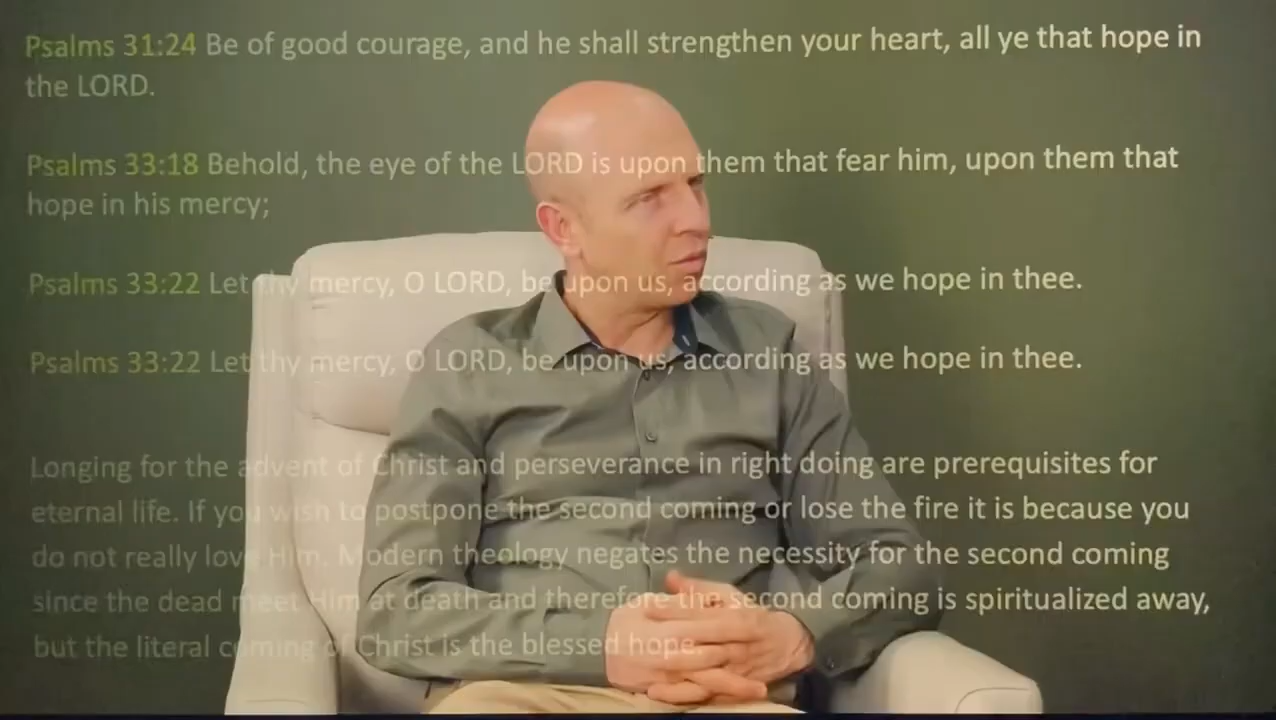 Psalms 31:24 Be of good courage, and he shall strengthen your heart, all ye that hope in
the LORD.
Psalms 33:18 Behold, the eye of the LORD is upon them that fear him, upon them that
hope in his mercy;
Psalms 33:22 Let thy mercy, O LORD, be upon us, according as we hope in thee.
Psalms 33:22 Let thy mercy, O LORD, be upon us, according as we hope in thee.
Longing for the advent of Christ and perseverance in right doing are prerequisites for
eternal life. If you wish to postpone the second coming or lose the fire it is because you
do not really love Him. Modern theology negates the necessity for the second coming
since the dead meet Him at death and therefore the second coming is spiritualized away,
but the literal coming of Christ is the blessed hope.